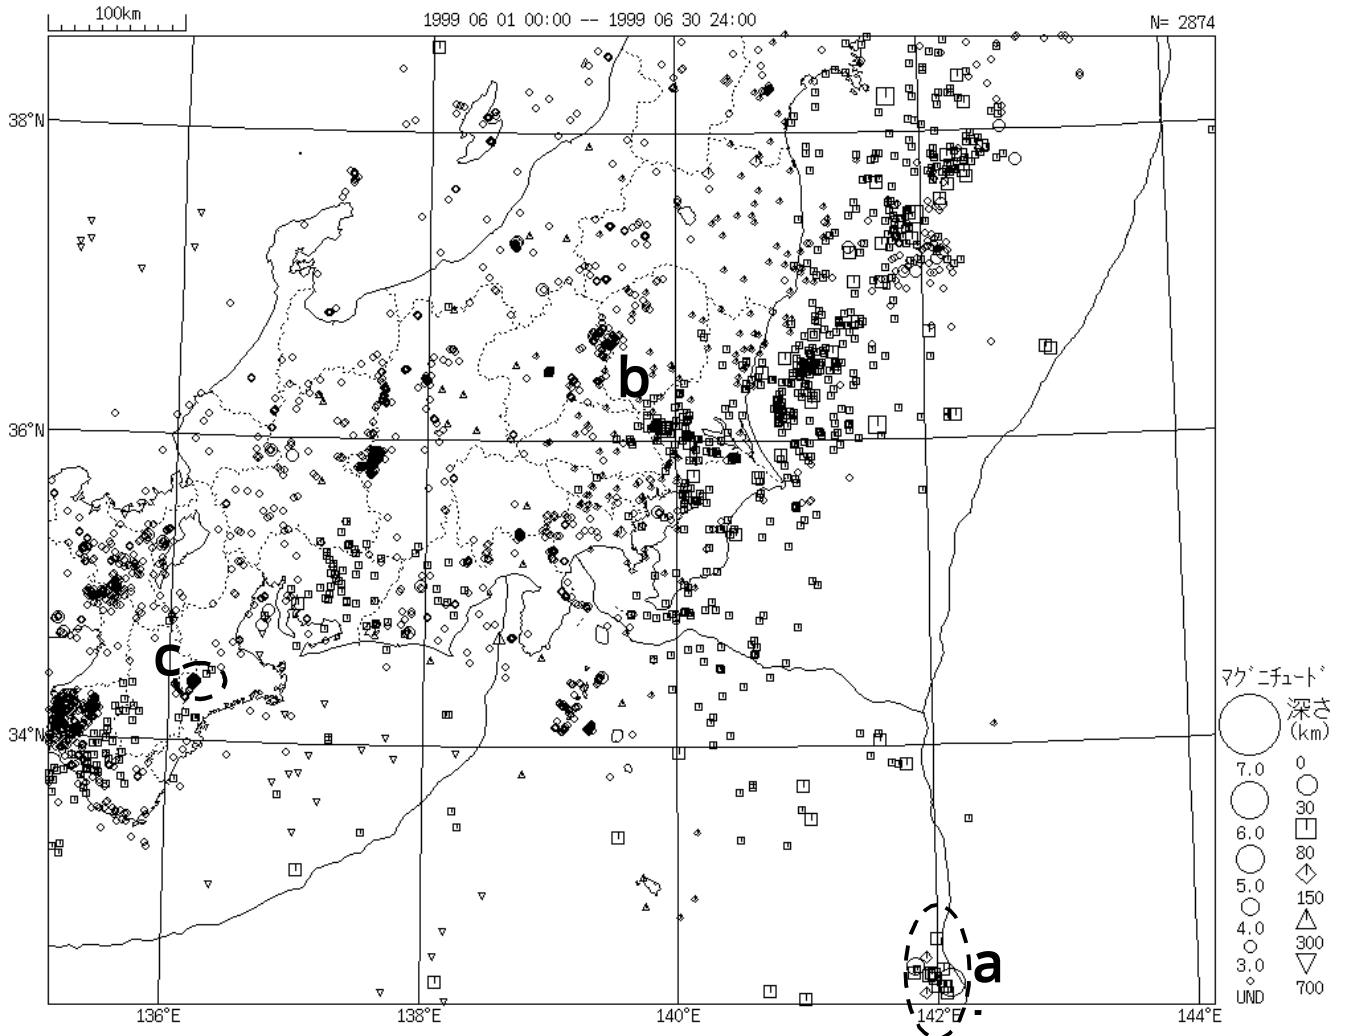 100km
1999 06 01 00:00 -- 1999 06 30 24:00
N= 2874
38°N
b
36°N
c
34°N
a
136°E
138°E
140°E
142°E
144°E
ﾏｸﾞﾆﾁｭｰﾄﾞ
7.0
6.0
5.0
4.0
3.0
UND
深さ
(km)
0
30
80
150
300
700